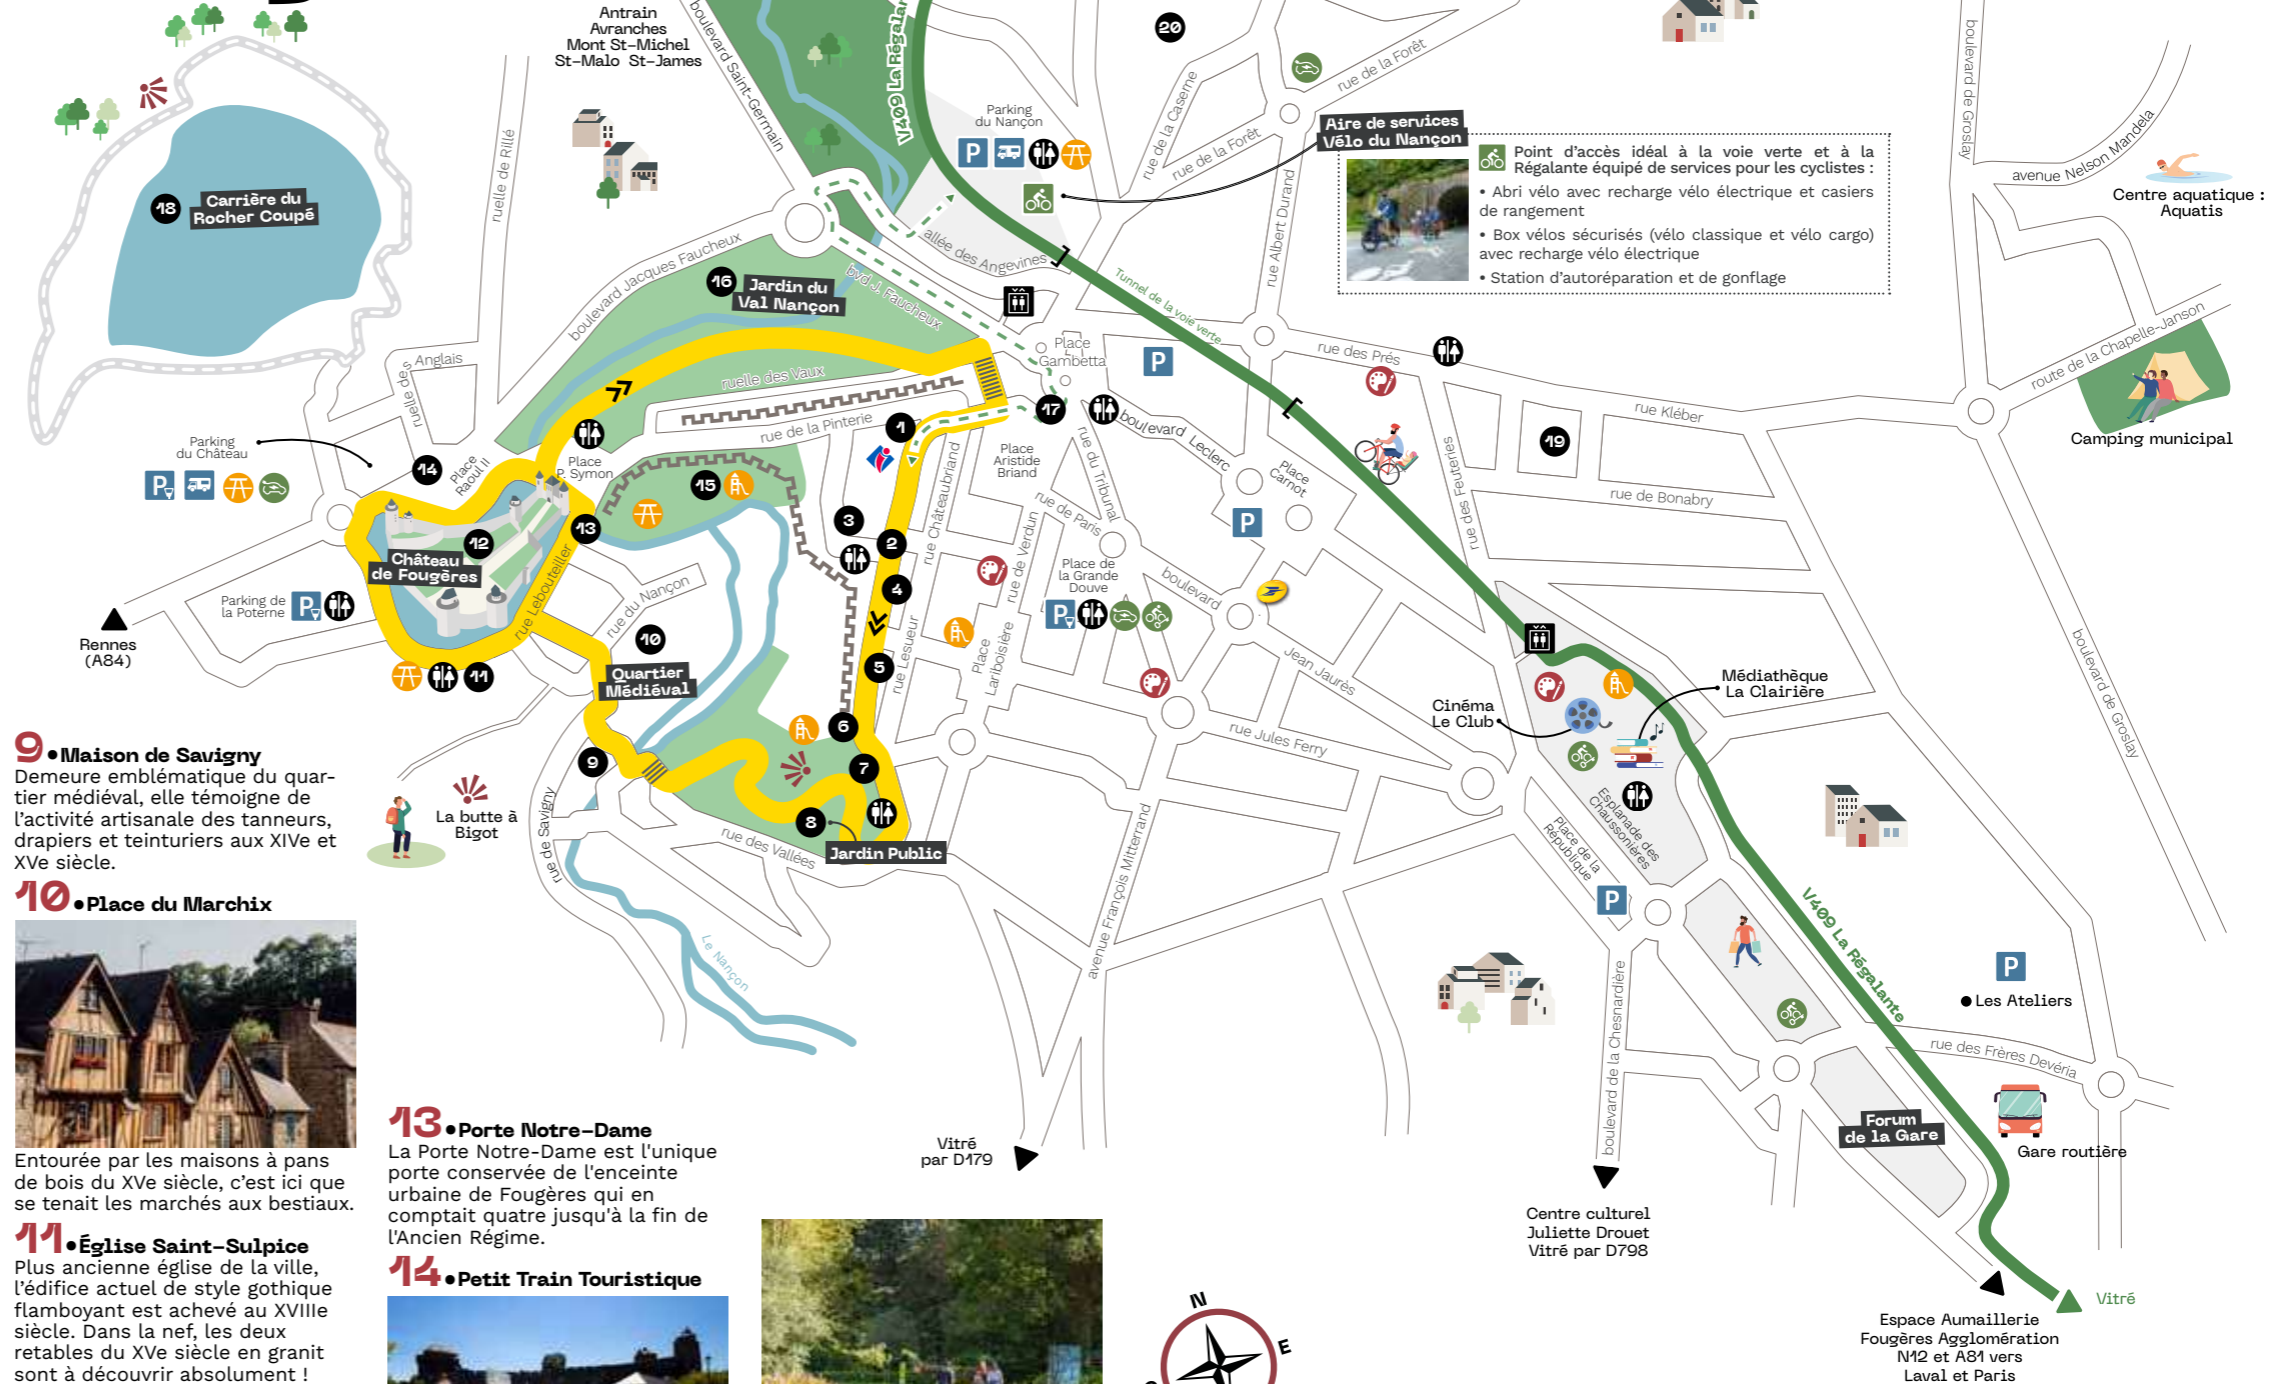 Antrain
Avranches
Mont St-Michel
St-Malo St-James
boulevard Saint-Germain
V409 La Régalante
20
rue de la Forêt
rue de la Caserne
rue de la Forêt
boulevard de Groslay
avenue Nelson Mandela
Centre aquatique :
Aquatis
Parking
du Nançon
P
Aire de services
Vélo du Nançon
Point d'accès idéal à la voie verte et à la
Régalante équipé de services pour les cyclistes :
• Abri vélo avec recharge vélo électrique et casiers
de rangement
• Box vélos sécurisés (vélo classique et vélo cargo)
avec recharge vélo électrique
• Station d'autoréparation et de gonflage
18
Carrière du
Rocher Coupé
ruelle de Rillé
boulevard Jacques Faucheux
16
Jardin du
Val Nançon
bvd J. Faucheux
allée des Angevines
Tunnel de la voie verte
rue Albert Durand
Place
Gambetta
P
rue des Prés
rue Kléber
route de la Chapelle-Janson
Camping municipal
ruelle des Anglais
ruelle des Vaux
rue de la Pinterie
1
17
boulevard Leclerc
Parking
du Château
P
14
Place
Raoul II
Place
P. Symon
15
Place
Aristide
Briand
rue du Tribunal
Place
Carnot
P
rue des Feuteries
19
rue de Bonabry
13
12
Château
de Fougères
rue Lebouteiller
3
2
4
5
rue Châteaubriand
rue de Paris
rue de Verdun
Place de
la Grande
Douve
P
boulevard
Jean Jaurès
Parking de
la Poterne
P
Rennes
(A84)
11
rue du Nançon
10
Quartier
Médiéval
rue Lesueur
Place
Lariboisière
6
7
8
9
Jardin Public
rue des Vallées
rue de Savigny
La butte à
Bigot
rue Jules Ferry
Cinéma
Le Club
Médiathèque
La Clairière
Esplanade des
Chaussonnières
Place de la
République
P
boulevard de Groslay
avenue François Mitterrand
Le Nançon
V409 La Régalante
P
Les Ateliers
rue des Frères Devéria
Gare routière
Forum
de la Gare
boulevard de la Chesnardière
Vitré
par D179
Centre culturel
Juliette Drouet
Vitré par D798
Vitré
Espace Aumaillerie
Fougères Agglomération
N12 et A81 vers
Laval et Paris
N
E
9 • Maison de Savigny
Demeure emblématique du quar-
tier médiéval, elle témoigne de
l'activité artisanale des tanneurs,
drapiers et teinturiers aux XIVe et
XVe siècle.
10 • Place du Marchix
Entourée par les maisons à pans
de bois du XVe siècle, c'est ici que
se tenait les marchés aux bestiaux.
11 • Église Saint-Sulpice
Plus ancienne église de la ville,
l'édifice actuel de style gothique
flamboyant est achevé au XVIIIe
siècle. Dans la nef, les deux
retables du XVe siècle en granit
sont à découvrir absolument !
13 • Porte Notre-Dame
La Porte Notre-Dame est l'unique
porte conservée de l'enceinte
urbaine de Fougères qui en
comptait quatre jusqu'à la fin de
l'Ancien Régime.
14 • Petit Train Touristique